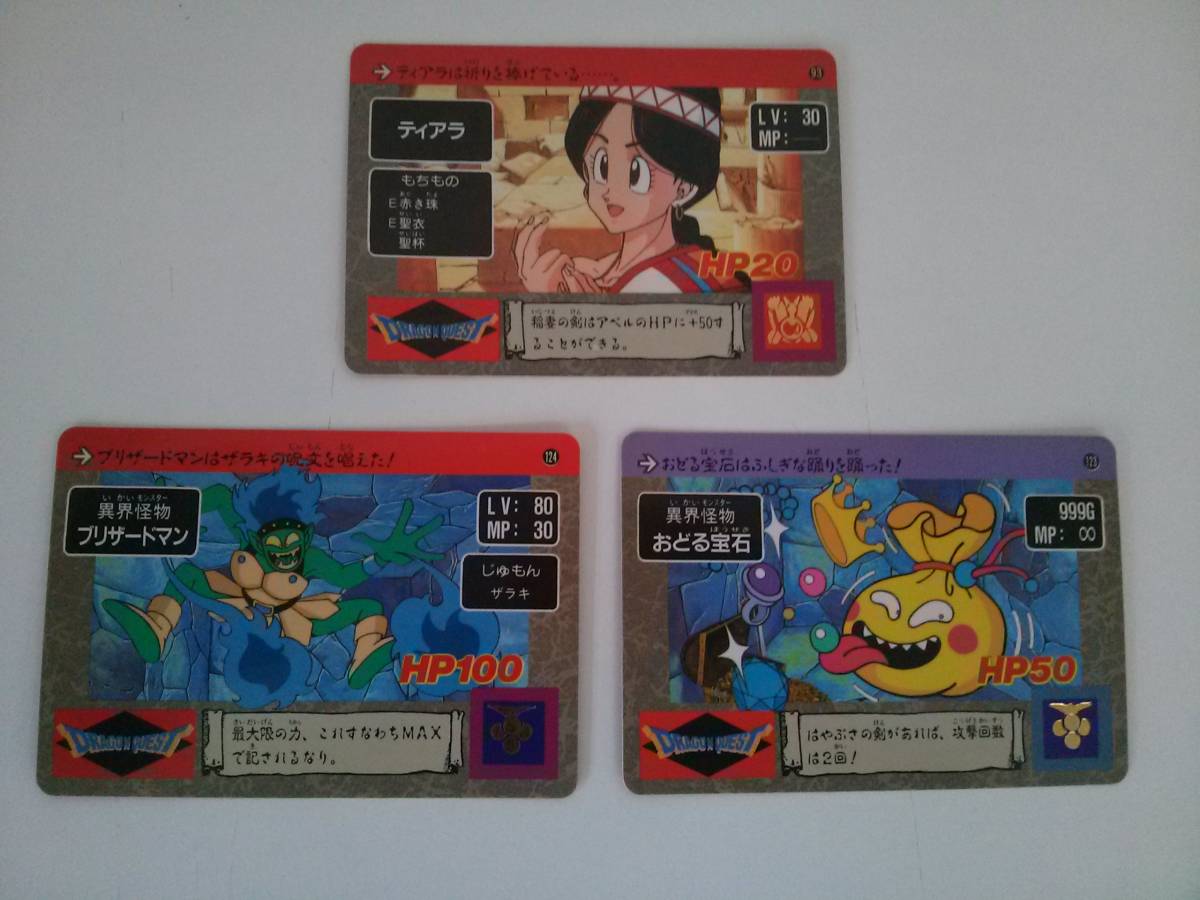 ティアラは祈りを捧げている……。
93
ティアラ
LV: 30
MP: —
もちもの
E赤き珠
E聖衣
聖杯
HP20
DRAGON QUEST
稲妻の剣はアベルのHPに+50す
ることができる。
ブリザードマンはザラキの呪文を唱えた!
124
異界怪物
ブリザードマン
LV: 80
MP: 30
じゅもん
ザラキ
HP100
DRAGON QUEST
最大限の力、これすなわちMAX
で記されるなり。
おどる宝石はふしぎな踊りを踊った!
123
異界怪物
おどる宝石
999G
MP: ∞
HP50
DRAGON QUEST
はやぶさの剣があれば、攻撃回数
は2回!